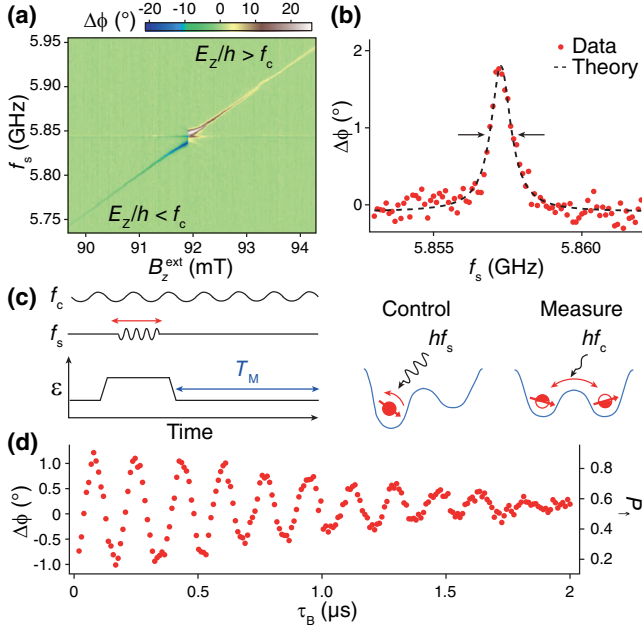 (a) Δϕ (°) -20 0 20
5.95
5.90
5.85
5.80
5.75
f_s (GHz)
E_Z/h > f_c
E_Z/h < f_c
90 91 92 93 94
B_z^ext (mT)
(b)
2
1
0
Δϕ (°)
Data
Theory
5.855 5.860
f_s (GHz)
(c)
f_c
f_s
ε
T_M
Time
Control Measure
hf_s hf_c
(d)
1.0
0.5
0.0
-0.5
-1.0
Δϕ (°)
0.8
0.6
0.4
0.2
P_↑
0 0.5 1.0 1.5 2
τ_B (μs)